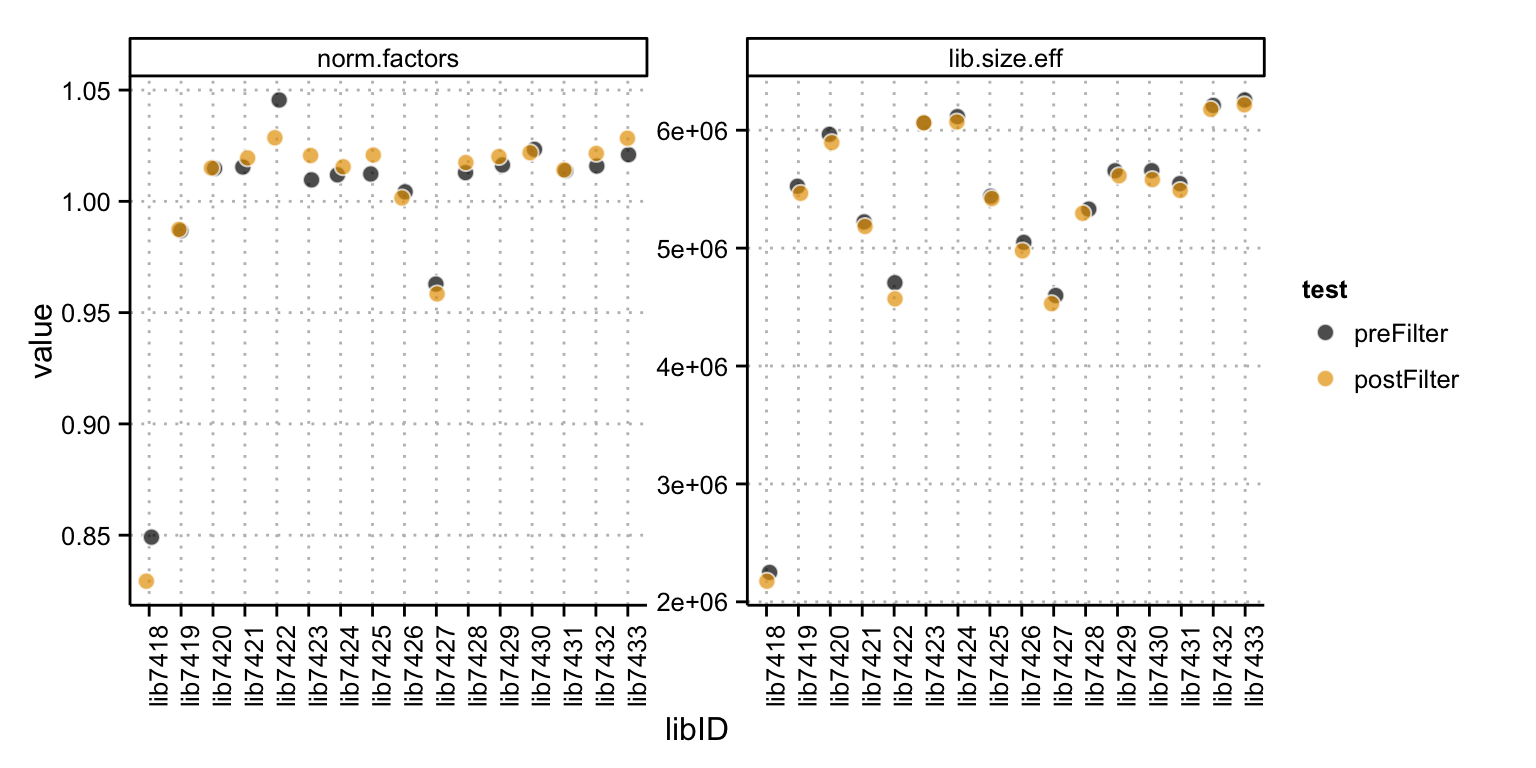 norm.factors
lib.size.eff
value
1.05
1.00
0.95
0.90
0.85
6e+06
5e+06
4e+06
3e+06
2e+06
lib7418
lib7419
lib7420
lib7421
lib7422
lib7423
lib7424
lib7425
lib7426
lib7427
lib7428
lib7429
lib7430
lib7431
lib7432
lib7433
lib7418
lib7419
lib7420
lib7421
lib7422
lib7423
lib7424
lib7425
lib7426
lib7427
lib7428
lib7429
lib7430
lib7431
lib7432
lib7433
libID
test
preFilter
postFilter